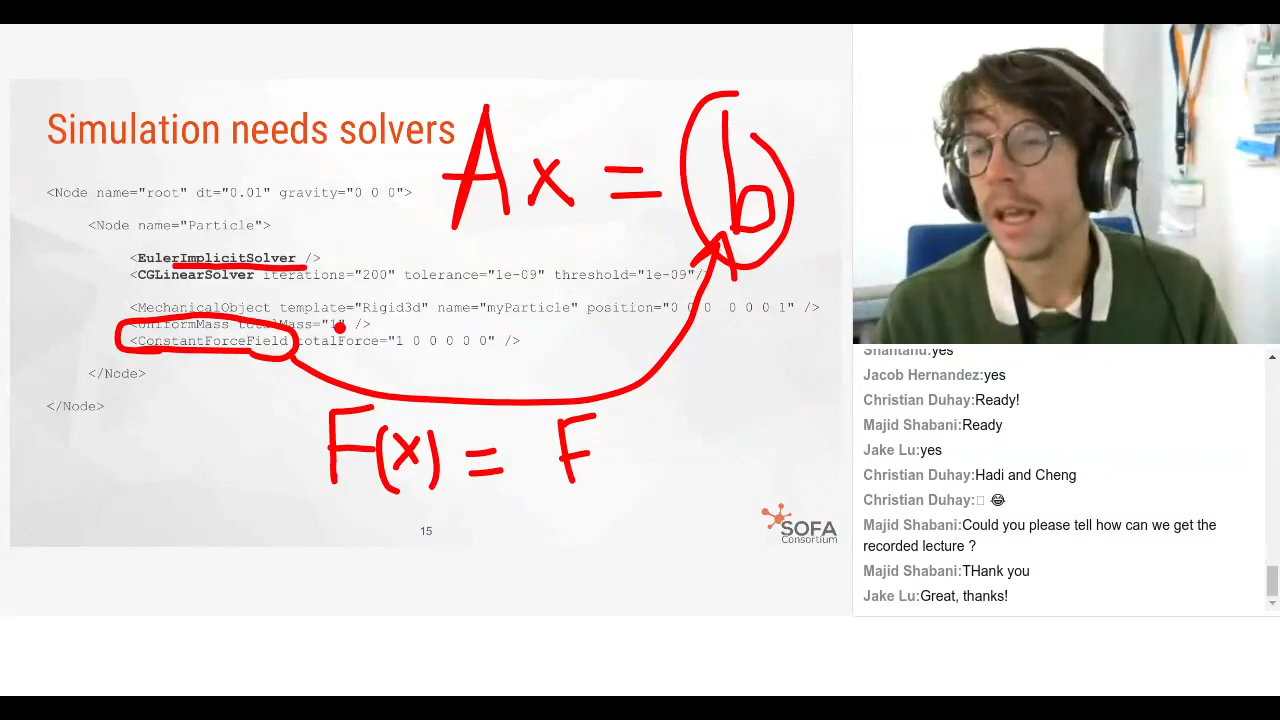 Simulation needs solvers
Ax = b
<Node name="root" dt="0.01" gravity="0 0 0">
<Node name="Particle">
<EulerImplicitSolver />
<CGLinearSolver iterations="200" tolerance="1e-09" threshold="1e-09"/>
<MechanicalObject template="Rigid3d" name="myParticle" position="0 0 0 0 0 0 1" />
<UniformMass totalMass="1" />
<ConstantForceField totalForce="1 0 0 0 0 0" />
</Node>
</Node>
F(x) = F
15
SOFA
Consortium
Shantanu:yes
Jacob Hernandez:yes
Christian Duhay:Ready!
Majid Shabani:Ready
Jake Lu:yes
Christian Duhay:Hadi and Cheng
Christian Duhay:
Majid Shabani:Could you please tell how can we get the
recorded lecture ?
Majid Shabani:THank you
Jake Lu:Great, thanks!